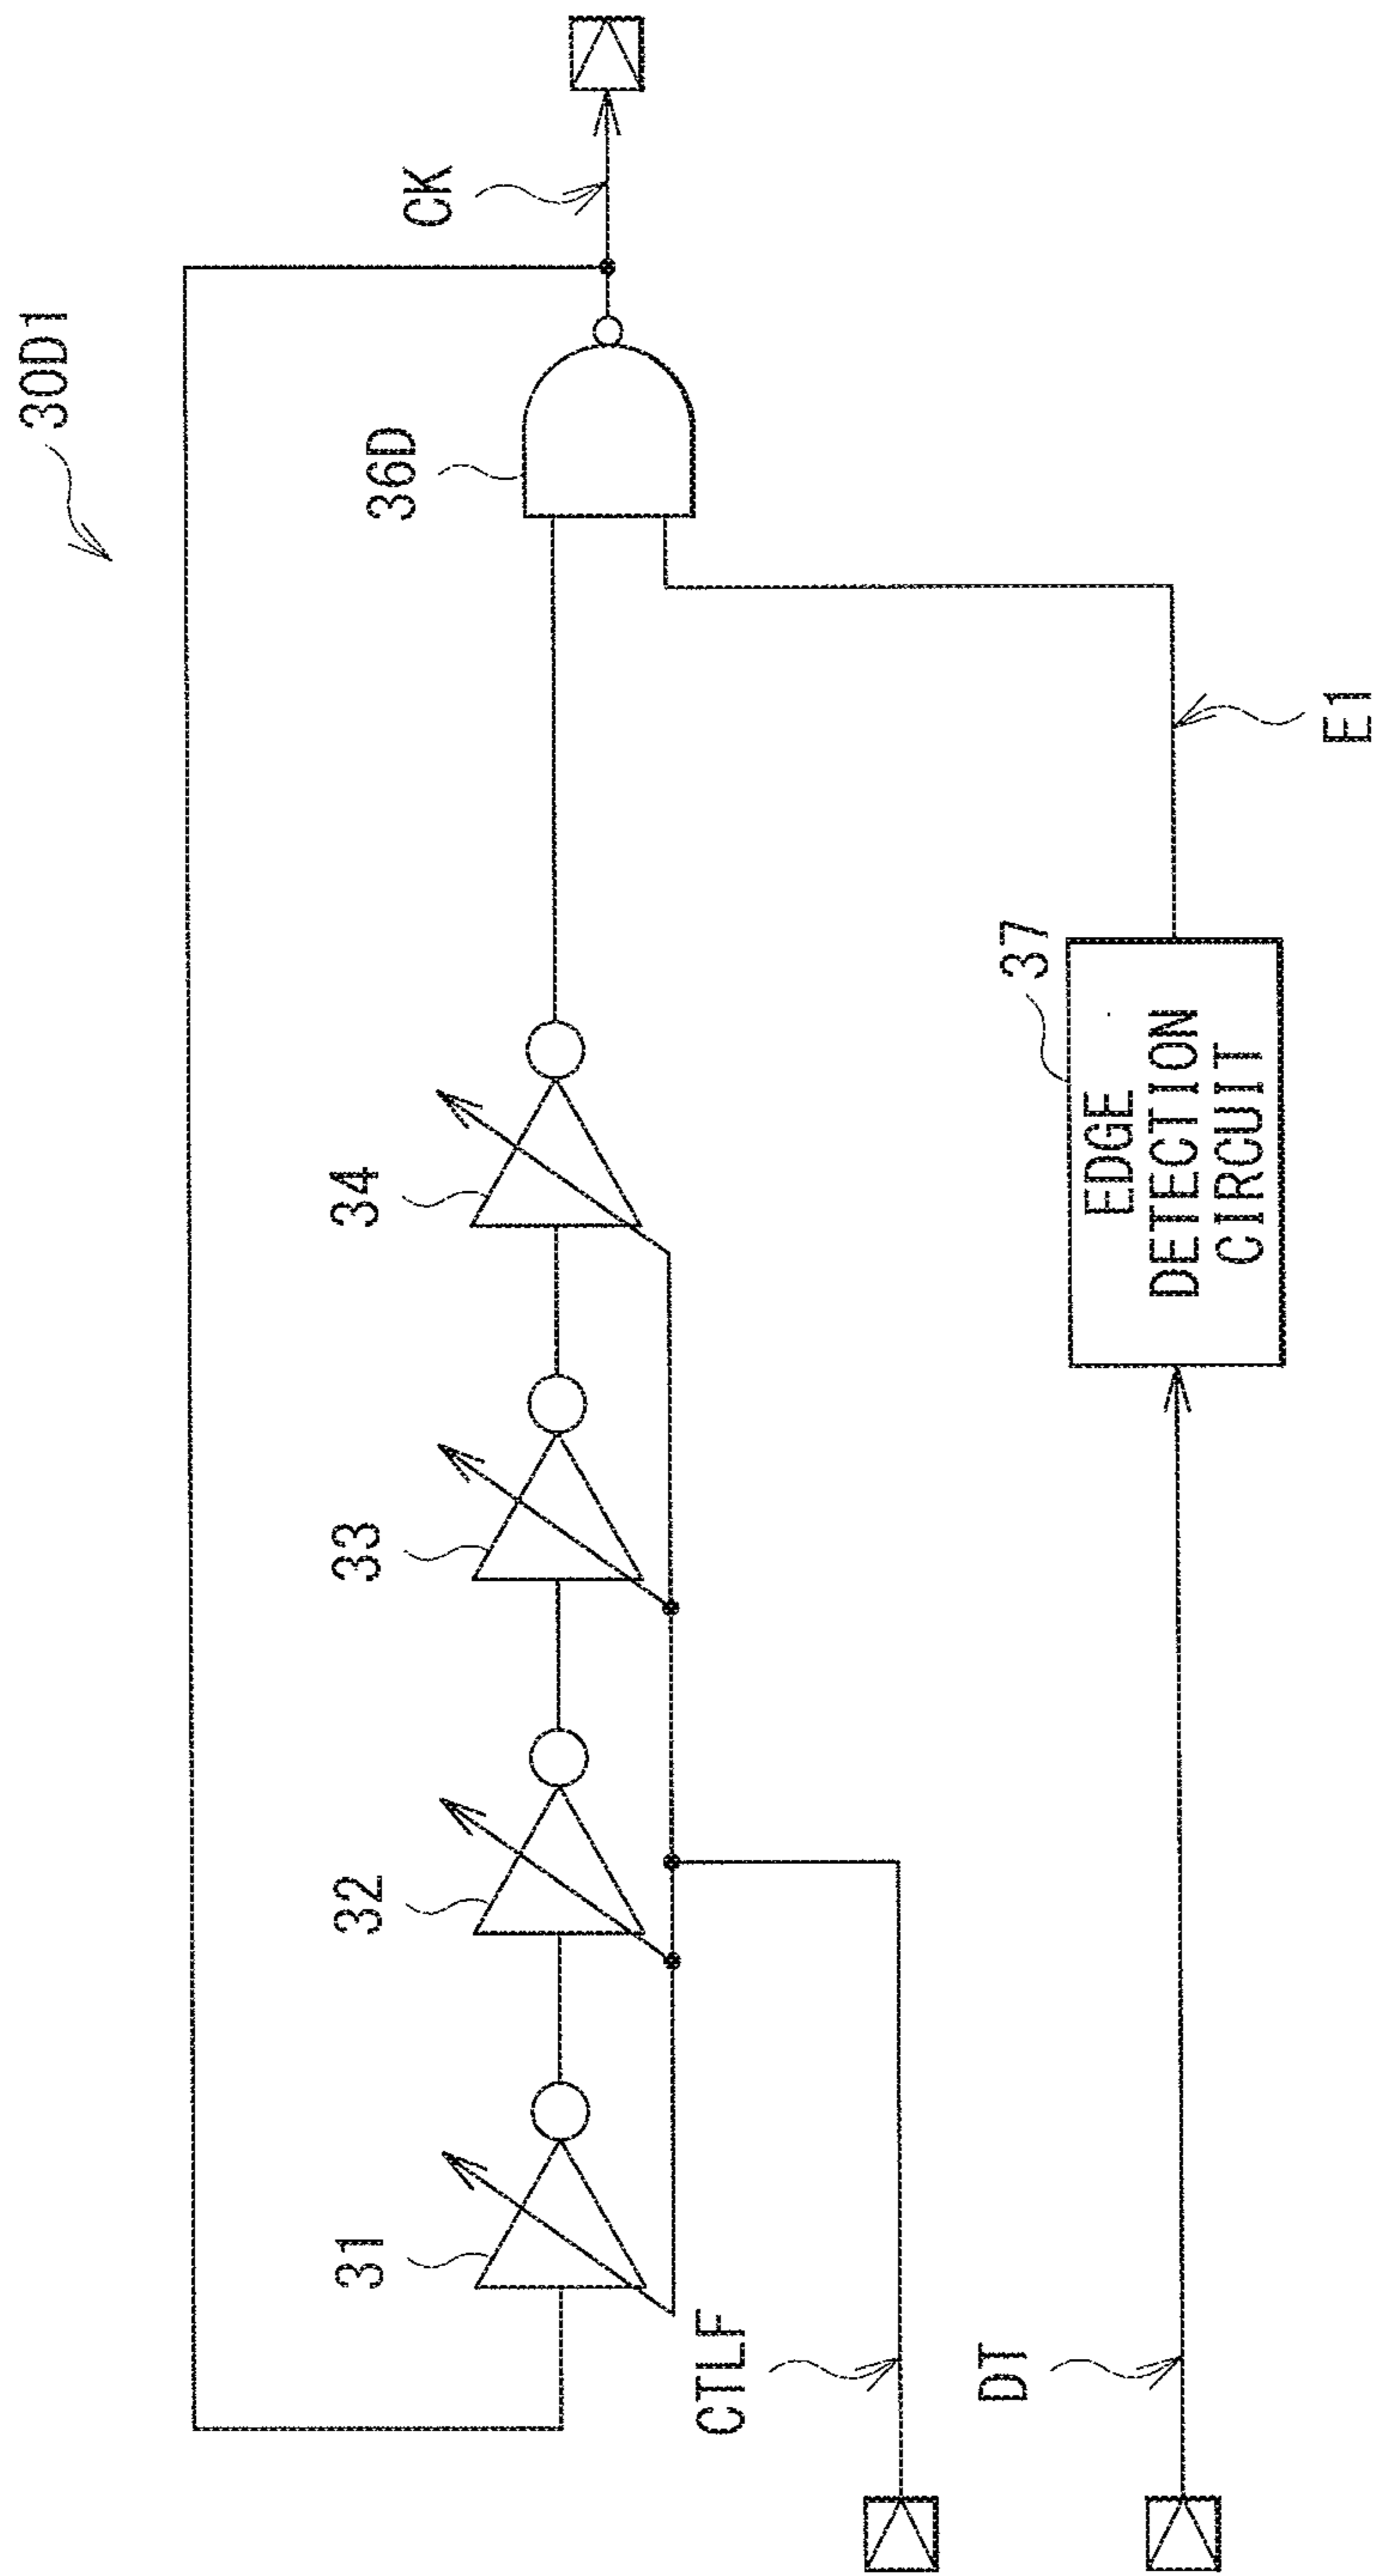 30D1
31
32
33
34
36D
CK
CTLF
DT
37
EDGE
DETECTION
CIRCUIT
E1